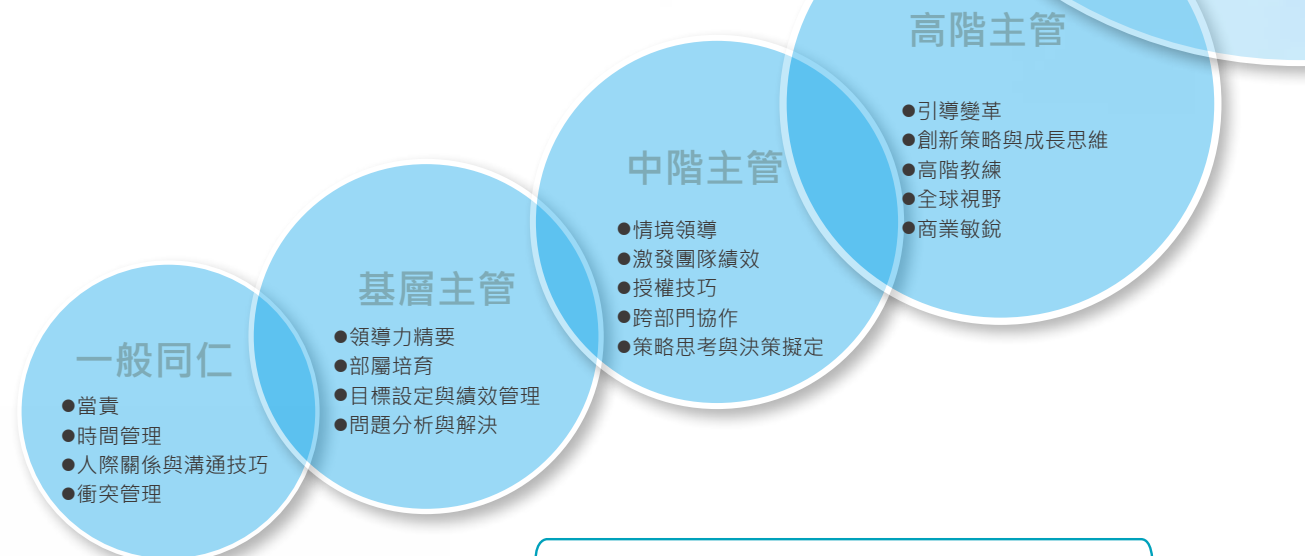 高階主管
●引導變革
●創新策略與成長思維
●高階教練
●全球視野
●商業敏銳
中階主管
●情境領導
●激發團隊績效
●授權技巧
●跨部門協作
●策略思考與決策擬定
基層主管
●領導力精要
●部屬培育
●目標設定與績效管理
●問題分析與解決
一般同仁
●當責
●時間管理
●人際關係與溝通技巧
●衝突管理